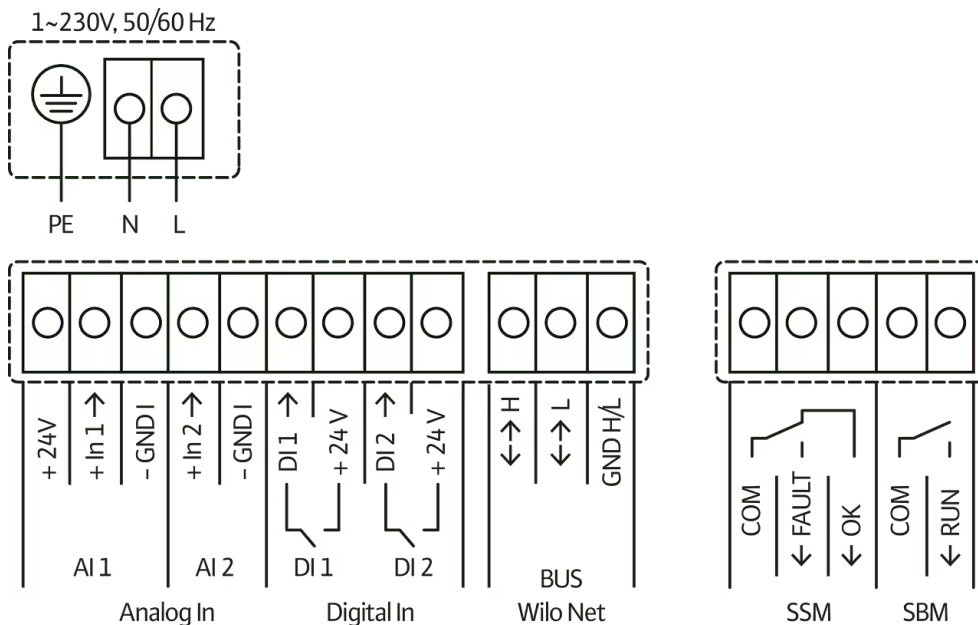 1~230V, 50/60 Hz
PE N L
+ 24V
+ In 1 →
- GND I
+ In 2 →
- GND I
DI 1 →
+ 24 V
DI 2 →
+ 24 V
↔ H
↔ L
GND H/L
COM
← FAULT
← OK
COM
← RUN
AI 1 AI 2 DI 1 DI 2 BUS
Analog In Digital In Wilo Net SSM SBM